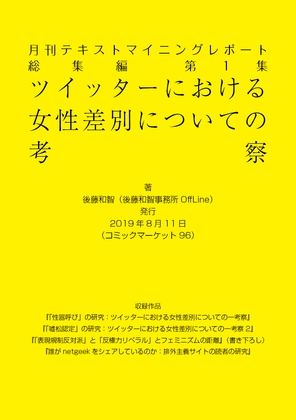 月刊テキストマイニングレポート
総集編 第1集
ツイッターにおける
女性差別についての
考察
著
後藤和智（後藤和智事務所 OffLine）
発行
2019年8月11日
（コミックマーケット96）
収録作品
『「性器呼び」の研究：ツイッターにおける女性差別についての一考察』
『「嘘松認定」の研究：ツイッターにおける女性差別についての一考察2』
『「表現規制反対派」と「反権力リベラル」とフェミニズムの距離』（書き下ろし）
『誰が netgeek をシェアしているのか：排外主義サイトの読者の研究』